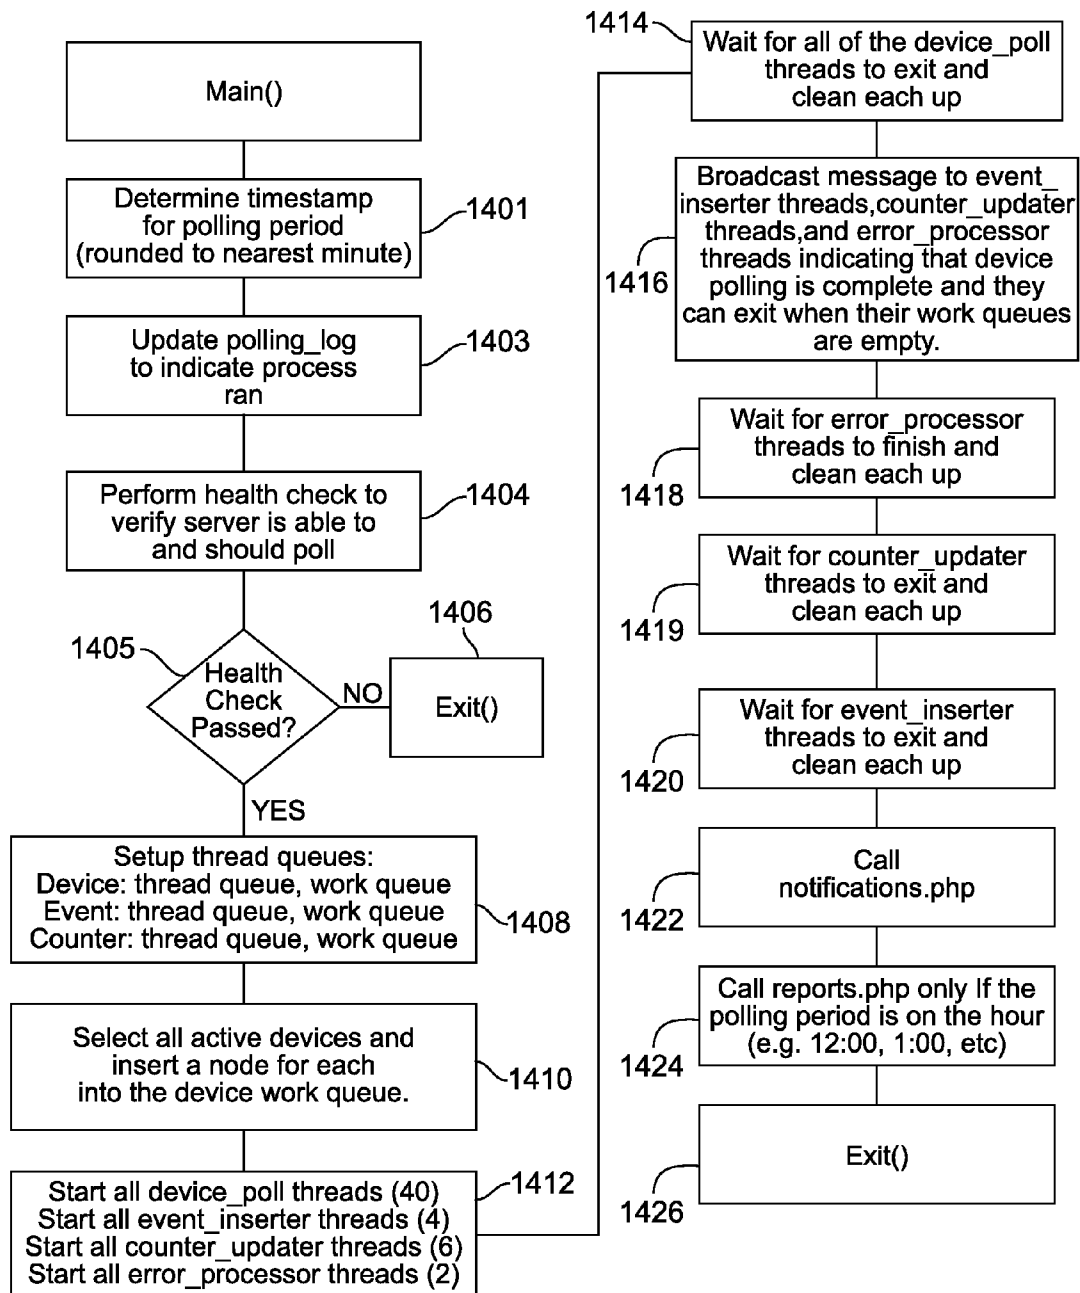 Main()
Determine timestamp
for polling period
(rounded to nearest minute)
1401
Update polling_log
to indicate process
ran
1403
Perform health check to
verify server is able to
and should poll
1404
1405
Health
Check
Passed?
NO
1406
Exit()
YES
Setup thread queues:
Device: thread queue, work queue
Event: thread queue, work queue
Counter: thread queue, work queue
1408
Select all active devices and
insert a node for each
into the device work queue.
1410
Start all device_poll threads (40)
Start all event_inserter threads (4)
Start all counter_updater threads (6)
Start all error_processor threads (2)
1412
1414
Wait for all of the device_poll
threads to exit and
clean each up
Broadcast message to event_
inserter threads,counter_updater
threads,and error_processor
threads indicating that device
polling is complete and they
can exit when their work queues
are empty.
1416
Wait for error_processor
threads to finish and
clean each up
1418
Wait for counter_updater
threads to exit and
clean each up
1419
Wait for event_inserter
threads to exit and
clean each up
1420
Call
notifications.php
1422
Call reports.php only If the
polling period is on the hour
(e.g. 12:00, 1:00, etc)
1424
Exit()
1426